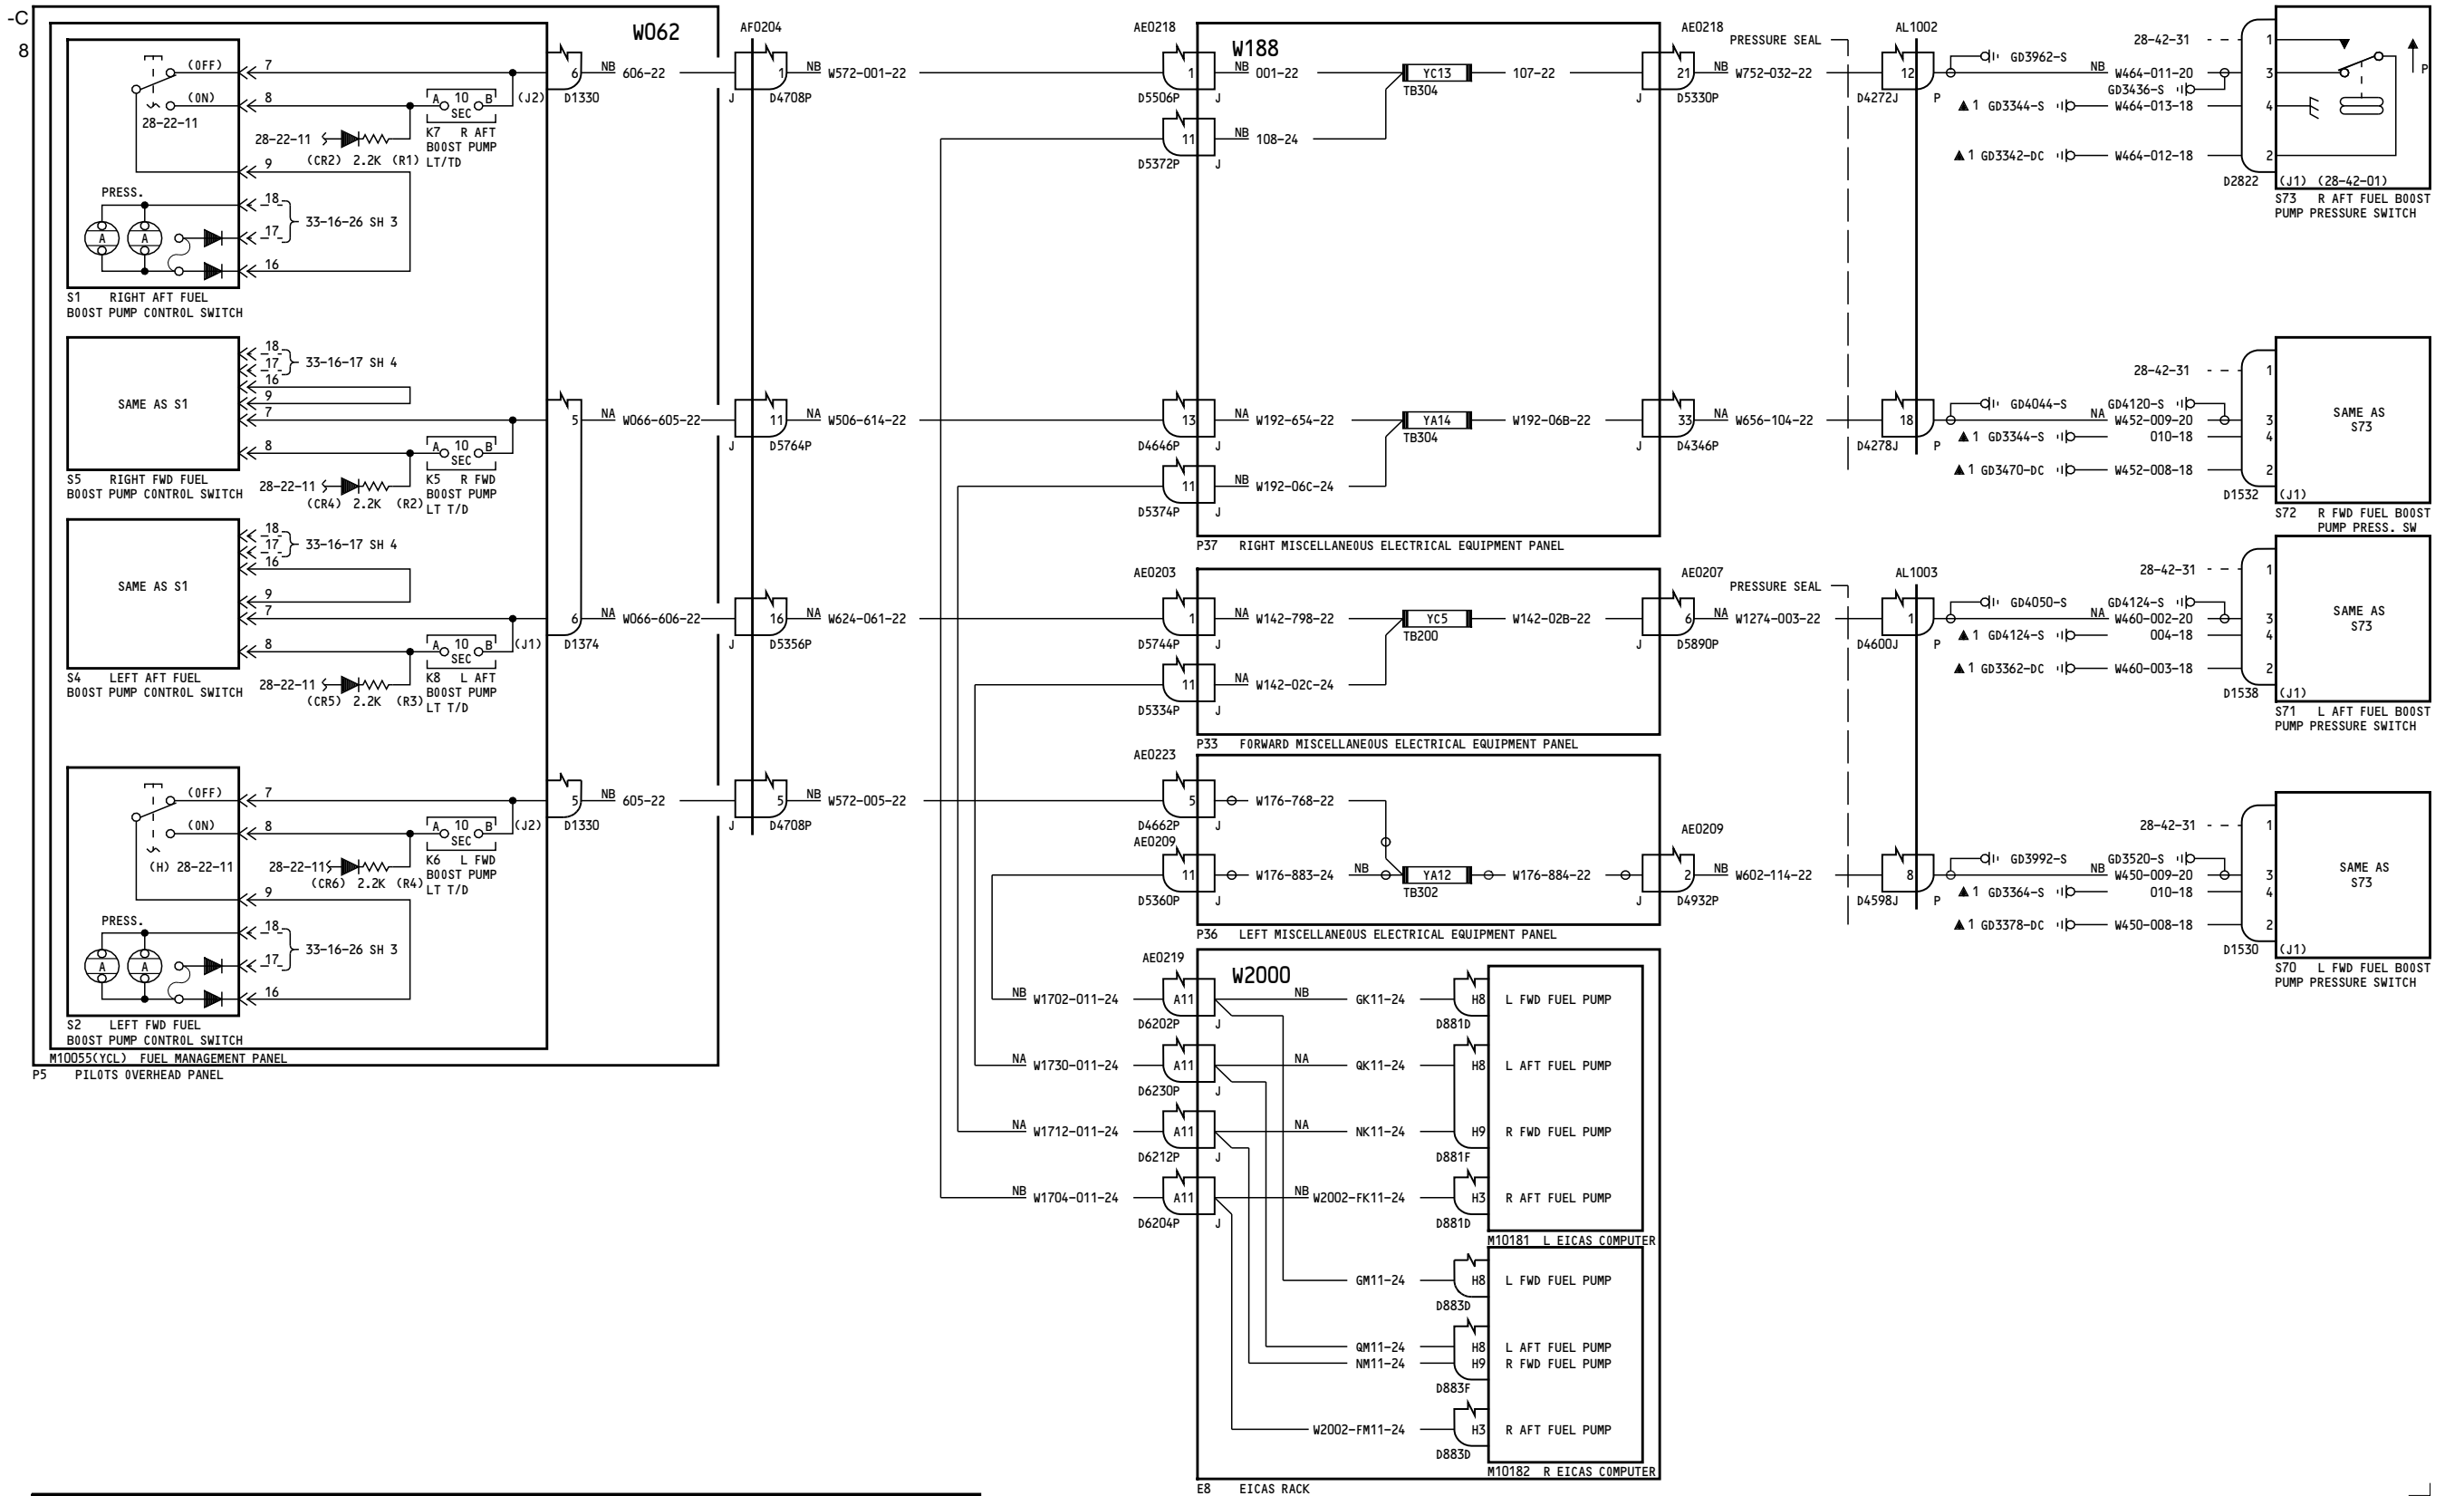 -C
8
W062
S1 RIGHT AFT FUEL
BOOST PUMP CONTROL SWITCH
(OFF)
(ON)
28-22-11
PRESS.
A A
7
8
9
18
17
16
33-16-26 SH 3
28-22-11
(CR2) 2.2K (R1)
A 10 B
SEC
K7 R AFT
BOOST PUMP
LT/TD
(J2)
6
D1330
NB 606-22
SAME AS S1
S5 RIGHT FWD FUEL
BOOST PUMP CONTROL SWITCH
18
17
16
9
7
8
33-16-17 SH 4
28-22-11
(CR4) 2.2K (R2)
A 10 B
SEC
K5 R FWD
BOOST PUMP
LT T/D
5
NA W066-605-22
SAME AS S1
S4 LEFT AFT FUEL
BOOST PUMP CONTROL SWITCH
18
17
16
9
7
8
33-16-17 SH 4
28-22-11
(CR5) 2.2K (R3)
A 10 B
SEC
K8 L AFT
BOOST PUMP
LT T/D
(J1)
6
D1374
NA W066-606-22
(OFF)
(ON)
(H) 28-22-11
PRESS.
A A
S2 LEFT FWD FUEL
BOOST PUMP CONTROL SWITCH
7
8
9
18
17
16
33-16-26 SH 3
28-22-11
(CR6) 2.2K (R4)
A 10 B
SEC
K6 L FWD
BOOST PUMP
LT T/D
(J2)
5
D1330
NB 605-22
M10055(YCL) FUEL MANAGEMENT PANEL
P5 PILOTS OVERHEAD PANEL
AF0204
1
J D4708P
NB W572-001-22
11
J D5764P
NA W506-614-22
16
J D5356P
NA W624-061-22
5
J D4708P
NB W572-005-22
AE0218
W188
AE0218
1
D5506P J
NB 001-22
YC13
TB304
107-22
21
J D5330P
NB W752-032-22
11
D5372P J
NB 108-24
13
D4646P J
NA W192-654-22
YA14
TB304
W192-06B-22
33
J D4346P
NA W656-104-22
11
D5374P J
NB W192-06C-24
P37 RIGHT MISCELLANEOUS ELECTRICAL EQUIPMENT PANEL
AE0203
AE0207
1
D5744P J
NA W142-798-22
YC5
TB200
W142-02B-22
6
J D5890P
NA W1274-003-22
11
D5334P J
NA W142-02C-24
P33 FORWARD MISCELLANEOUS ELECTRICAL EQUIPMENT PANEL
AE0223
5
D4662P J
W176-768-22
AE0209
AE0209
11
D5360P J
W176-883-24 NB
YA12
TB302
W176-884-22
2
J D4932P
NB W602-114-22
P36 LEFT MISCELLANEOUS ELECTRICAL EQUIPMENT PANEL
AE0219
W2000
NB W1702-011-24
A11
D6202P J
NB GK11-24
H8
D881D
L FWD FUEL PUMP
NA W1730-011-24
A11
D6230P J
NA QK11-24
H8
L AFT FUEL PUMP
NA W1712-011-24
A11
D6212P J
NA NK11-24
H9
D881F
R FWD FUEL PUMP
NB W1704-011-24
A11
D6204P J
NB W2002-FK11-24
H3
D881D
R AFT FUEL PUMP
M10181 L EICAS COMPUTER
GM11-24
H8
D883D
L FWD FUEL PUMP
QM11-24
H8
L AFT FUEL PUMP
NM11-24
H9
D883F
R FWD FUEL PUMP
W2002-FM11-24
H3
D883D
R AFT FUEL PUMP
M10182 R EICAS COMPUTER
E8 EICAS RACK
PRESSURE SEAL
AL1002
12
D4272J P
GD3962-S
NB W464-011-20
GD3436-S
1 GD3344-S W464-013-18
1 GD3342-DC W464-012-18
28-42-31
1
3
4
2
D2822
(J1) (28-42-01)
P
S73 R AFT FUEL BOOST
PUMP PRESSURE SWITCH
18
D4278J P
GD4044-S GD4120-S
NA W452-009-20
1 GD3344-S 010-18
1 GD3470-DC W452-008-18
28-42-31
1
3
4
2
D1532
(J1)
SAME AS
S73
S72 R FWD FUEL BOOST
PUMP PRESS. SW
PRESSURE SEAL
AL1003
1
D4600J P
GD4050-S GD4124-S
NA W460-002-20
1 GD4124-S 004-18
1 GD3362-DC W460-003-18
28-42-31
1
3
4
2
D1538
(J1)
SAME AS
S73
S71 L AFT FUEL BOOST
PUMP PRESSURE SWITCH
8
D4598J P
GD3992-S GD3520-S
NB W450-009-20
1 GD3364-S 010-18
1 GD3378-DC W450-008-18
28-42-31
1
3
4
2
D1530
(J1)
SAME AS
S73
S70 L FWD FUEL BOOST
PUMP PRESSURE SWITCH